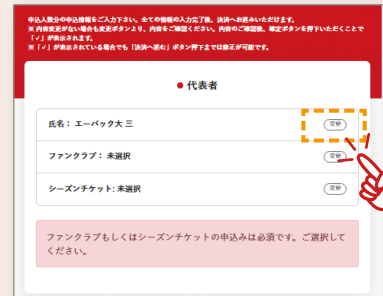 申込人数分の申込情報をご入力下さい。全ての情報の入力完了後、決済へお進みいただけます。
※ 内容変更がない場合も変更ボタンより、内容をご確認ください。内容のご確認後、確定ボタンを押下いただくことで
「✓」が表示されます。
※「✓」が表示されている場合でも「決済へ進む」ボタン押下までは修正が可能です。
● 代表者
氏名： エーパック大 三
変更
ファンクラブ： 未選択
変更
シーズンチケット: 未選択
変更
ファンクラブもしくはシーズンチケットの申込みは必須です。ご選択して
ください。